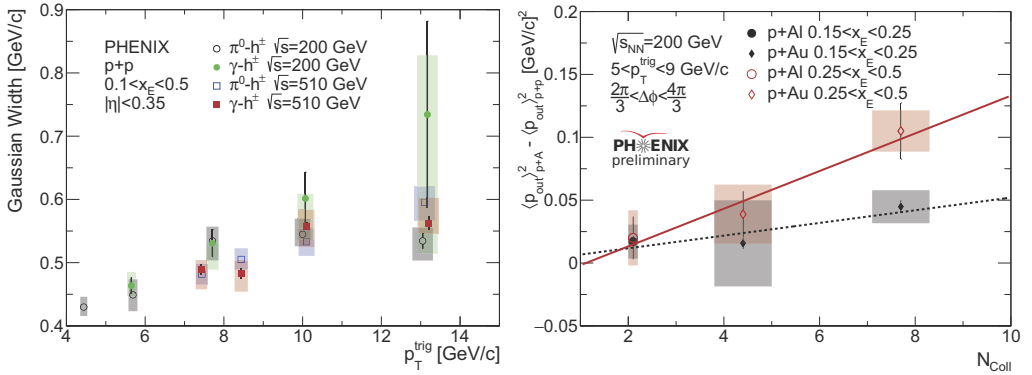 Gaussian Width [GeV/c]
0.9
0.8
0.7
0.6
0.5
0.4
PHENIX
p+p
0.1<x_E<0.5
|η|<0.35
π⁰-h± √s=200 GeV
γ-h± √s=200 GeV
π⁰-h± √s=510 GeV
γ-h± √s=510 GeV
4 6 8 10 12 14
p_T^trig [GeV/c]
⟨p_out⟩²_p+A - ⟨p_out⟩²_p+p [GeV/c]²
0.2
0.15
0.1
0.05
0
−0.05
√s_NN=200 GeV
5<p_T^trig<9 GeV/c
2π/3<Δϕ<4π/3
PHENIX
preliminary
p+Al 0.15<x_E<0.25
p+Au 0.15<x_E<0.25
p+Al 0.25<x_E<0.5
p+Au 0.25<x_E<0.5
2 4 6 8 10
N_Coll